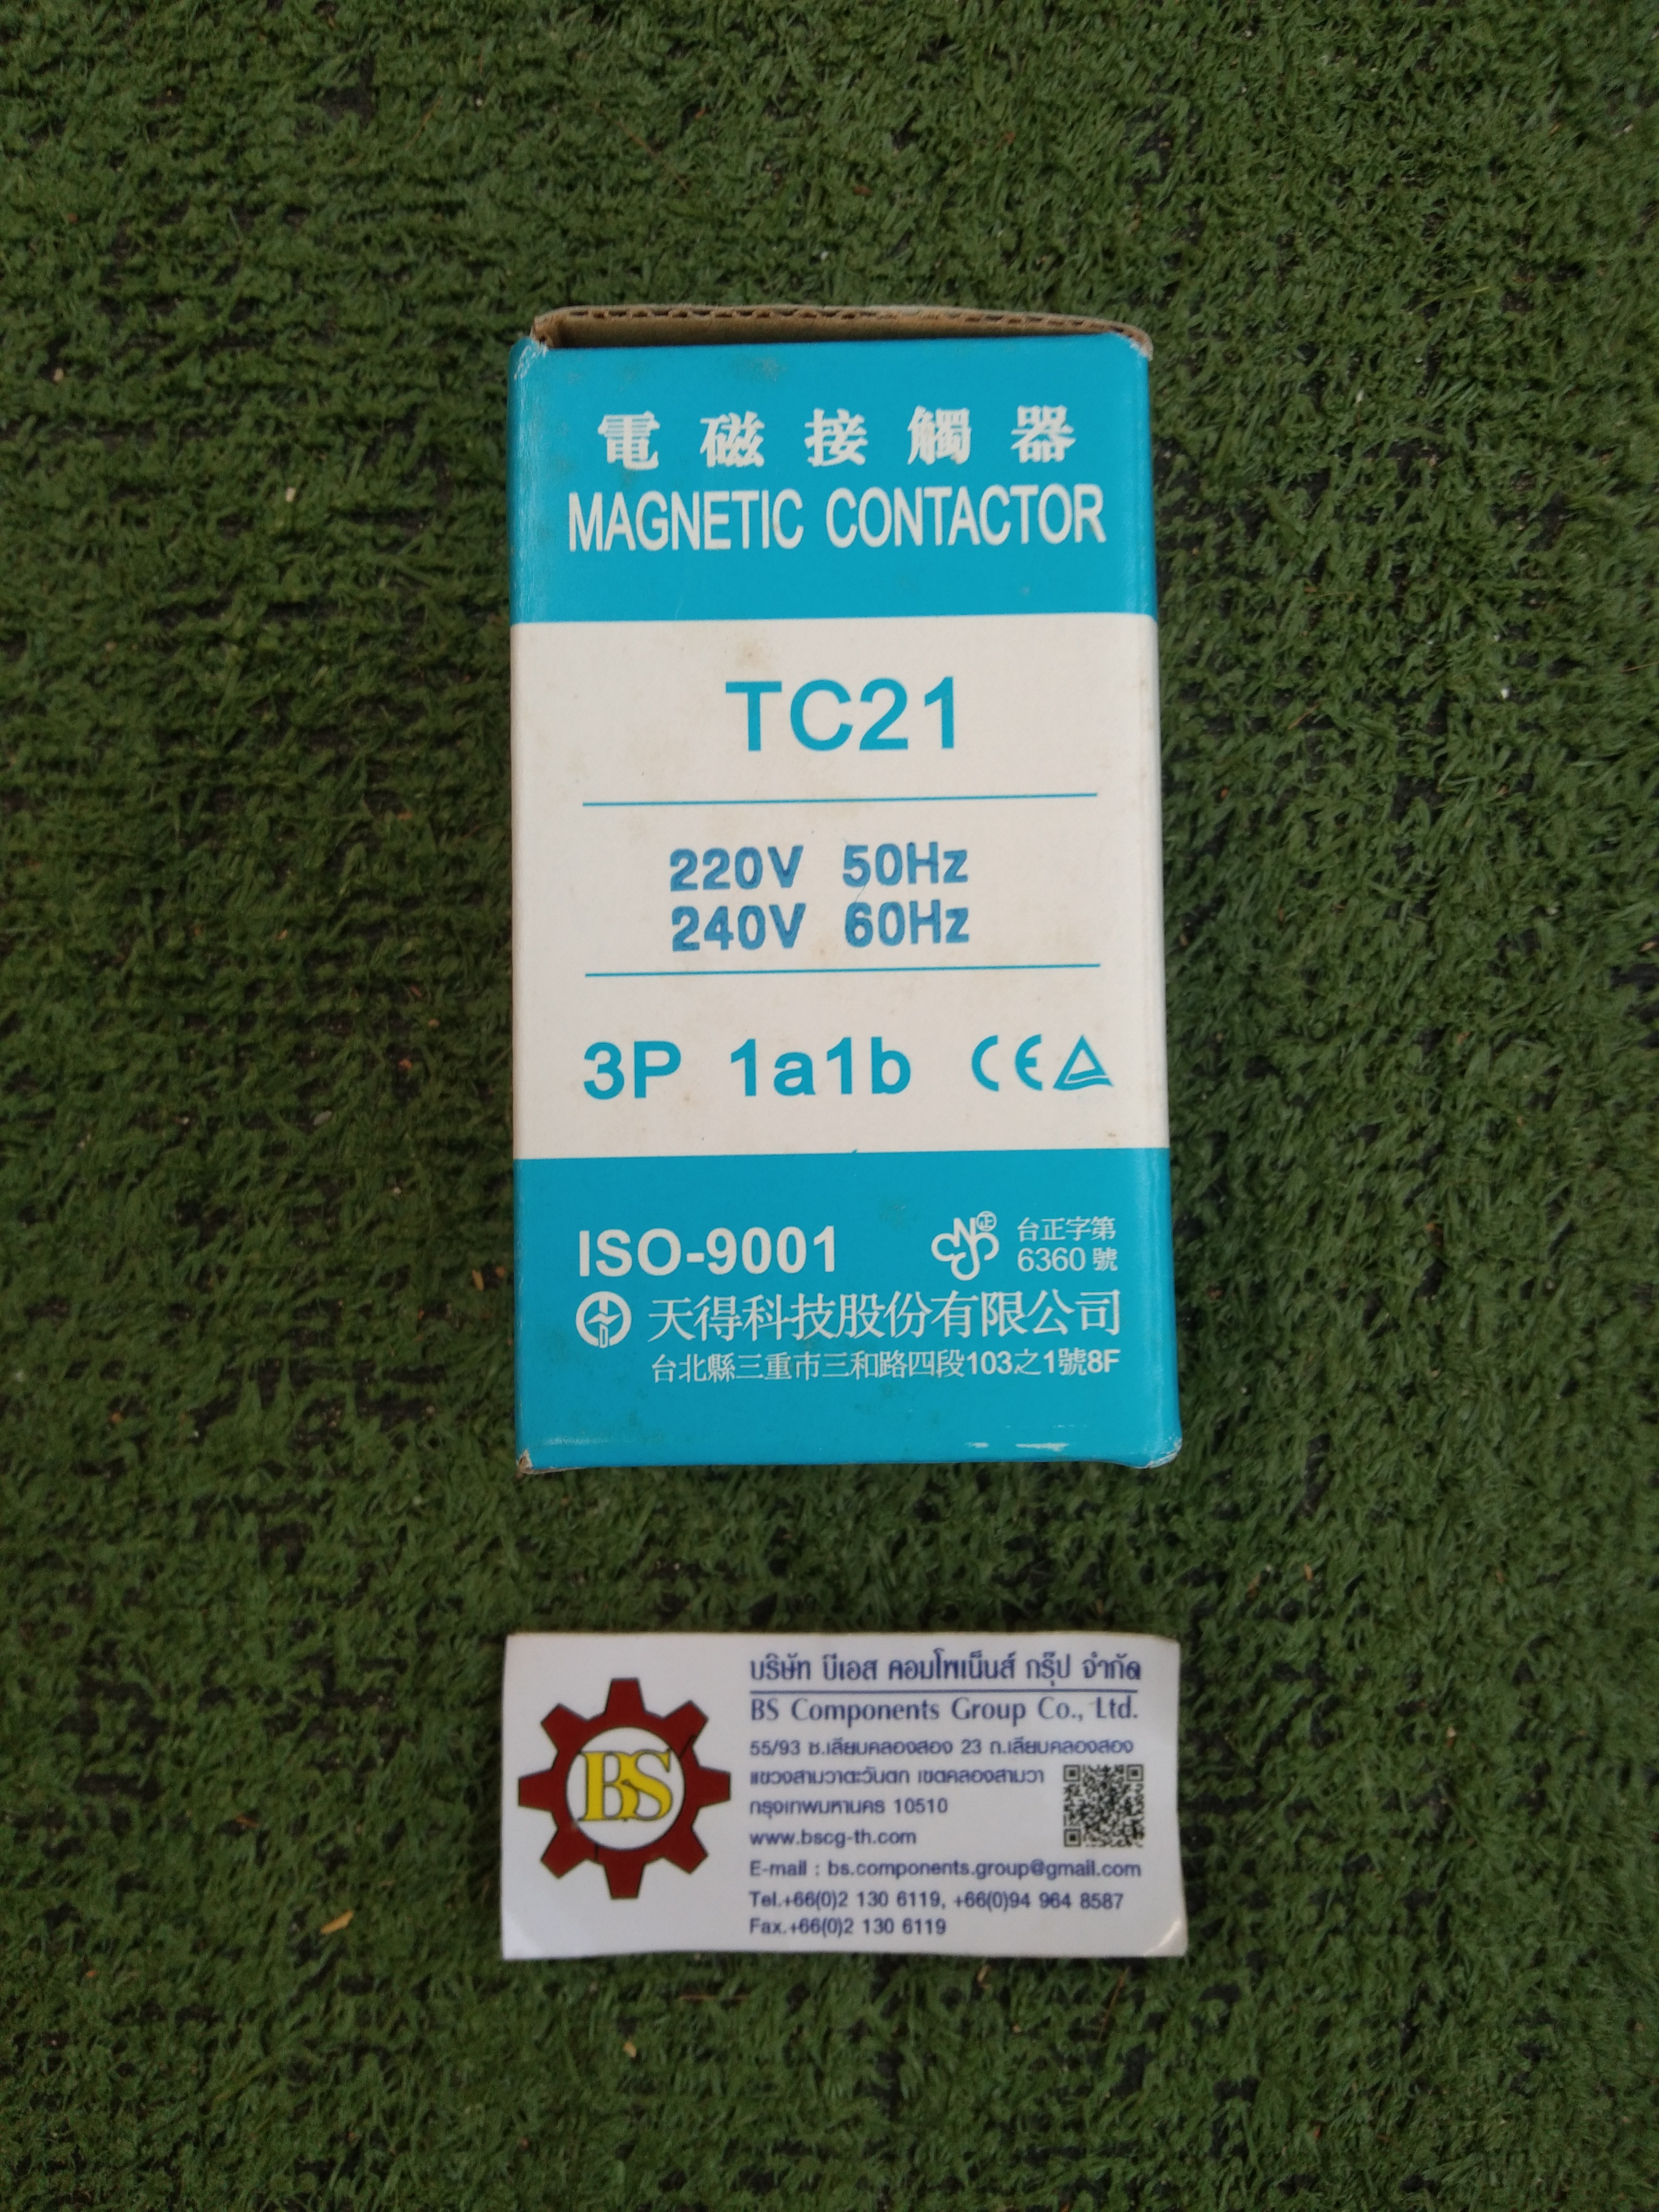 電磁接觸器
MAGNETIC CONTACTOR
TC21
220V 50Hz
240V 60Hz
3P 1a1b CE
ISO-9001
台正字第
6360號
天得科技股份有限公司
台北縣三重市三和路四段103之1號8F
BS
บริษัท บีเอส คอมโพเน็นส์ กรุ๊ป จำกัด
BS Components Group Co., Ltd.
55/93 ซ.เลียบคลองสอง 23 ถ.เลียบคลองสอง
แขวงสามวาตะวันตก เขตคลองสามวา
กรุงเทพมหานคร 10510
www.bscg-th.com
E-mail : bs.components.group@gmail.com
Tel.+66(0)2 130 6119, +66(0)94 964 8587
Fax.+66(0)2 130 6119